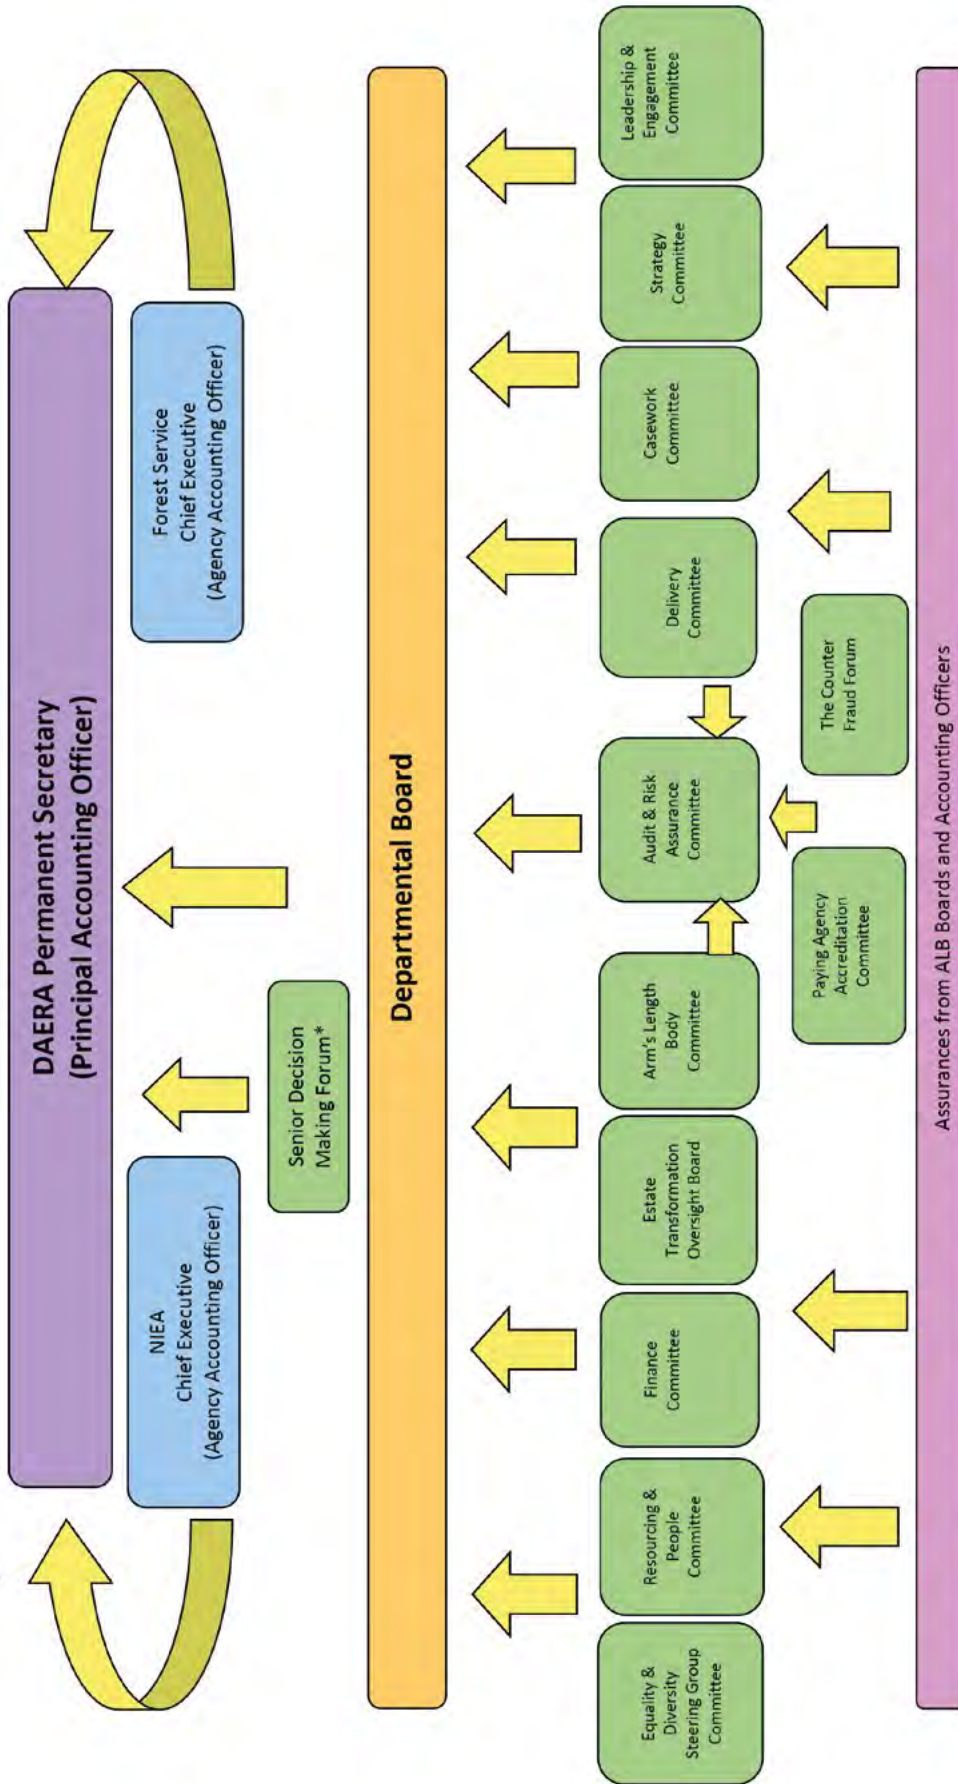 DAERA Permanent Secretary
(Principal Accounting Officer)
NIEA
Chief Executive
(Agency Accounting Officer)
Forest Service
Chief Executive
(Agency Accounting Officer)
Senior Decision
Making Forum*
Departmental Board
Equality &
Diversity
Steering Group
Committee
Resourcing &
People
Committee
Finance
Committee
Estate
Transformation
Oversight Board
Arm's Length
Body
Committee
Audit & Risk
Assurance
Committee
Delivery
Committee
Casework
Committee
Strategy
Committee
Leadership &
Engagement
Committee
Paying Agency
Accreditation
Committee
The Counter
Fraud Forum
Assurances from ALB Boards and Accounting Officers